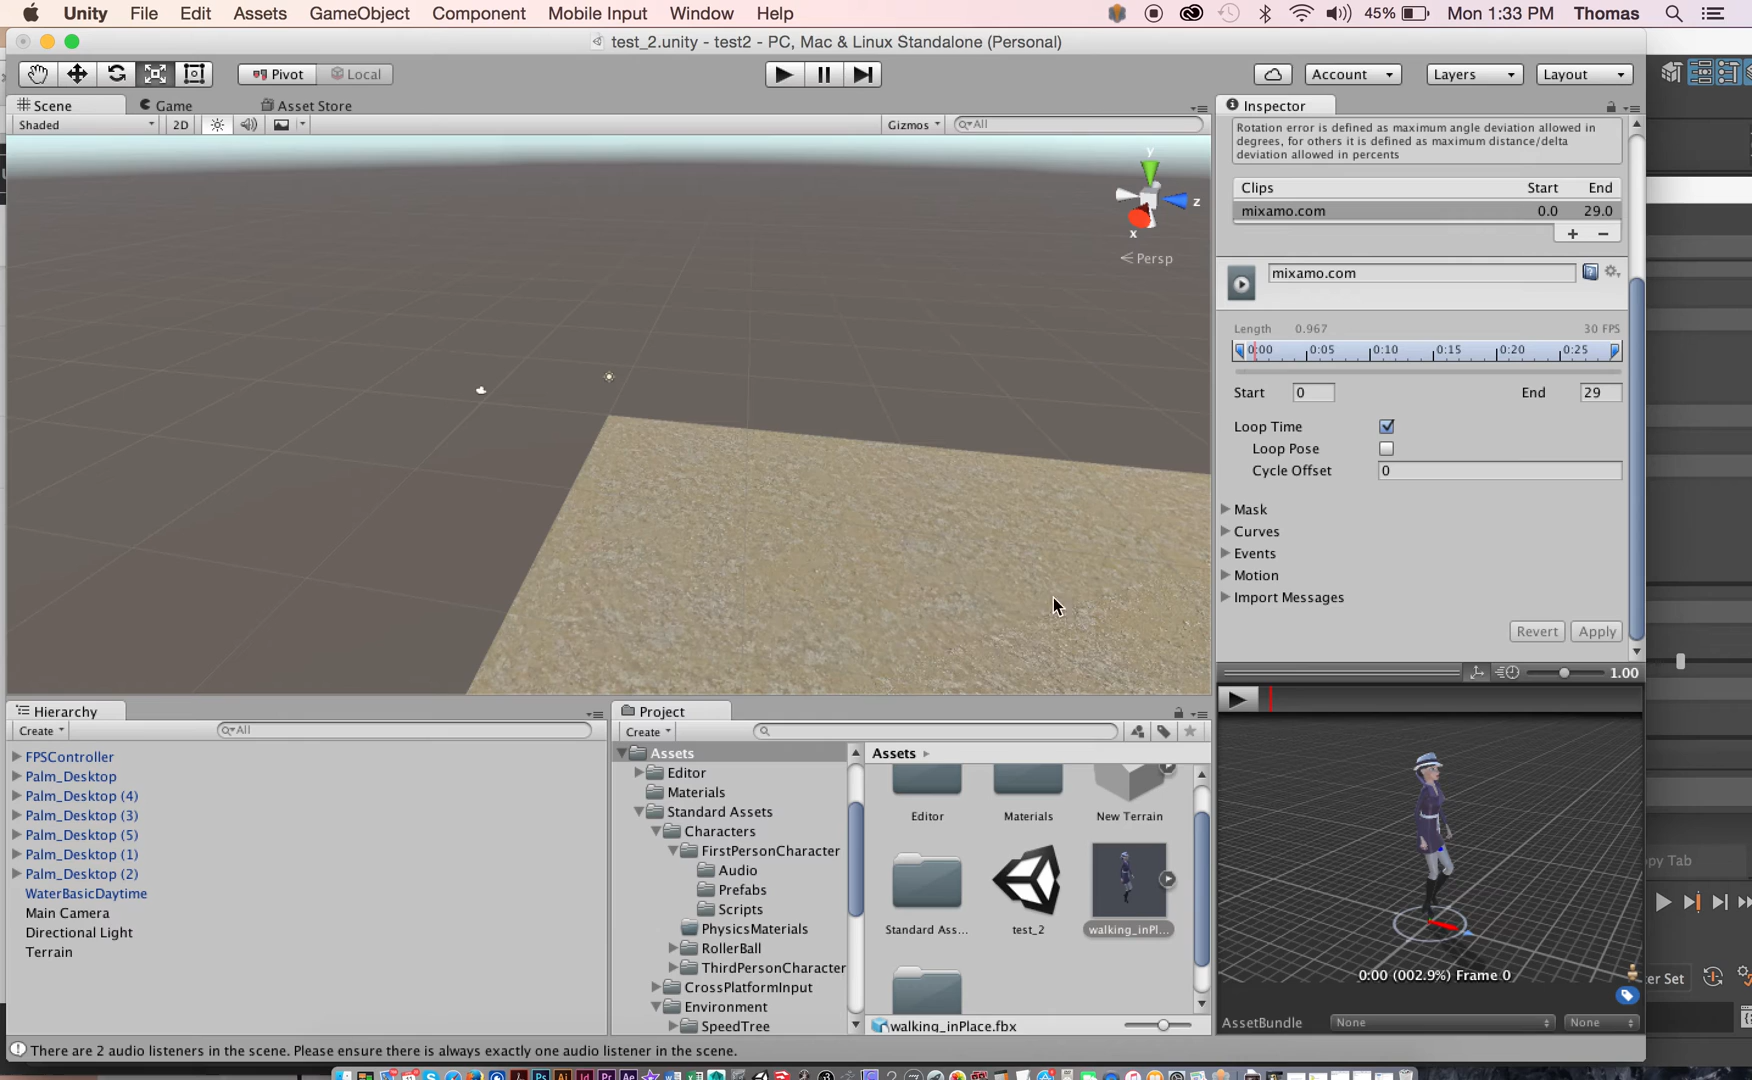 Unity File Edit Assets GameObject Component Mobile Input Window Help 45% Mon 1:33 PM Thomas
test_2.unity - test2 - PC, Mac & Linux Standalone (Personal)
Pivot Local Account Layers Layout
Scene Game Asset Store
Shaded 2D Gizmos All
y
z
x
Persp
Inspector
Rotation error is defined as maximum angle deviation allowed in
degrees, for others it is defined as maximum distance/delta
deviation allowed in percents
Clips Start End
mixamo.com 0.0 29.0
+ −
mixamo.com
Length 0.967 30 FPS
0:00 0:05 0:10 0:15 0:20 0:25
Start 0 End 29
Loop Time
Loop Pose
Cycle Offset 0
Mask
Curves
Events
Motion
Import Messages
Revert Apply
1.00
0:00 (002.9%) Frame 0
AssetBundle None None
Hierarchy
Create All
FPSController
Palm_Desktop
Palm_Desktop (4)
Palm_Desktop (3)
Palm_Desktop (5)
Palm_Desktop (1)
Palm_Desktop (2)
WaterBasicDaytime
Main Camera
Directional Light
Terrain
Project
Create
Assets
Editor
Materials
Standard Assets
Characters
FirstPersonCharacter
Audio
Prefabs
Scripts
PhysicsMaterials
RollerBall
ThirdPersonCharacter
CrossPlatformInput
Environment
SpeedTree
Assets
Editor Materials New Terrain
Standard Ass... test_2 walking_inPl...
walking_inPlace.fbx
There are 2 audio listeners in the scene. Please ensure there is always exactly one audio listener in the scene.
opy Tab
ter Set